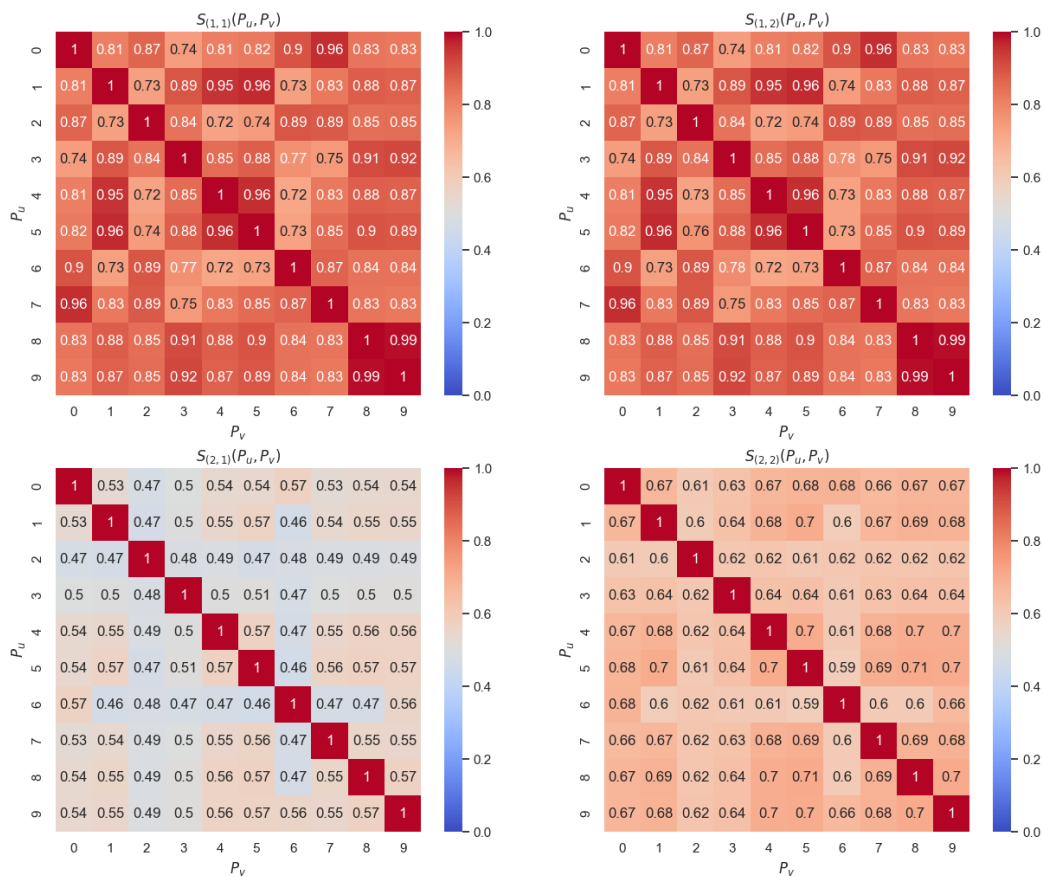 S(1,1)(Pu, Pv)
0 1 0.81 0.87 0.74 0.81 0.82 0.9 0.96 0.83 0.83
1 0.81 1 0.73 0.89 0.95 0.96 0.73 0.83 0.88 0.87
2 0.87 0.73 1 0.84 0.72 0.74 0.89 0.89 0.85 0.85
3 0.74 0.89 0.84 1 0.85 0.88 0.77 0.75 0.91 0.92
4 0.81 0.95 0.72 0.85 1 0.96 0.72 0.83 0.88 0.87
5 0.82 0.96 0.74 0.88 0.96 1 0.73 0.85 0.9 0.89
6 0.9 0.73 0.89 0.77 0.72 0.73 1 0.87 0.84 0.84
7 0.96 0.83 0.89 0.75 0.83 0.85 0.87 1 0.83 0.83
8 0.83 0.88 0.85 0.91 0.88 0.9 0.84 0.83 1 0.99
9 0.83 0.87 0.85 0.92 0.87 0.89 0.84 0.83 0.99 1
0 1 2 3 4 5 6 7 8 9
Pu
Pv
1.0
0.8
0.6
0.4
0.2
0.0
S(1,2)(Pu, Pv)
0 1 0.81 0.87 0.74 0.81 0.82 0.9 0.96 0.83 0.83
1 0.81 1 0.73 0.89 0.95 0.96 0.74 0.83 0.88 0.87
2 0.87 0.73 1 0.84 0.73 0.76 0.89 0.89 0.85 0.85
3 0.74 0.89 0.84 1 0.85 0.88 0.78 0.75 0.91 0.92
4 0.81 0.95 0.73 0.85 1 0.96 0.73 0.83 0.88 0.87
5 0.82 0.96 0.76 0.88 0.96 1 0.73 0.85 0.9 0.89
6 0.9 0.73 0.89 0.78 0.72 0.73 1 0.87 0.84 0.84
7 0.96 0.83 0.89 0.75 0.83 0.85 0.87 1 0.83 0.83
8 0.83 0.88 0.85 0.91 0.88 0.9 0.84 0.83 1 0.99
9 0.83 0.87 0.85 0.92 0.87 0.89 0.84 0.83 0.99 1
0 1 2 3 4 5 6 7 8 9
Pu
Pv
1.0
0.8
0.6
0.4
0.2
0.0
S(2,1)(Pu, Pv)
0 1 0.53 0.47 0.5 0.54 0.54 0.57 0.53 0.54 0.54
1 0.53 1 0.47 0.5 0.55 0.57 0.46 0.54 0.55 0.55
2 0.47 0.47 1 0.48 0.49 0.47 0.48 0.49 0.49 0.49
3 0.5 0.5 0.48 1 0.5 0.51 0.47 0.5 0.5 0.5
4 0.54 0.55 0.49 0.5 1 0.57 0.47 0.55 0.56 0.56
5 0.54 0.57 0.47 0.51 0.57 1 0.46 0.56 0.57 0.57
6 0.57 0.46 0.48 0.47 0.47 0.46 1 0.47 0.47 0.56
7 0.53 0.54 0.49 0.5 0.55 0.56 0.47 1 0.55 0.55
8 0.54 0.55 0.49 0.5 0.56 0.57 0.47 0.55 1 0.57
9 0.54 0.55 0.49 0.5 0.56 0.57 0.56 0.55 0.57 1
0 1 2 3 4 5 6 7 8 9
Pu
Pv
1.0
0.8
0.6
0.4
0.2
0.0
S(2,2)(Pu, Pv)
0 1 0.67 0.61 0.63 0.67 0.68 0.68 0.66 0.67 0.67
1 0.67 1 0.6 0.64 0.68 0.7 0.6 0.67 0.69 0.68
2 0.61 0.6 1 0.62 0.62 0.61 0.62 0.62 0.62 0.62
3 0.63 0.64 0.62 1 0.64 0.64 0.61 0.63 0.64 0.64
4 0.67 0.68 0.62 0.64 1 0.7 0.61 0.68 0.7 0.7
5 0.68 0.7 0.61 0.64 0.7 1 0.59 0.69 0.71 0.7
6 0.68 0.6 0.62 0.61 0.61 0.59 1 0.6 0.6 0.66
7 0.66 0.67 0.62 0.63 0.68 0.69 0.6 1 0.69 0.68
8 0.67 0.69 0.62 0.64 0.7 0.71 0.6 0.69 1 0.7
9 0.67 0.68 0.62 0.64 0.7 0.7 0.66 0.68 0.7 1
0 1 2 3 4 5 6 7 8 9
Pu
Pv
1.0
0.8
0.6
0.4
0.2
0.0